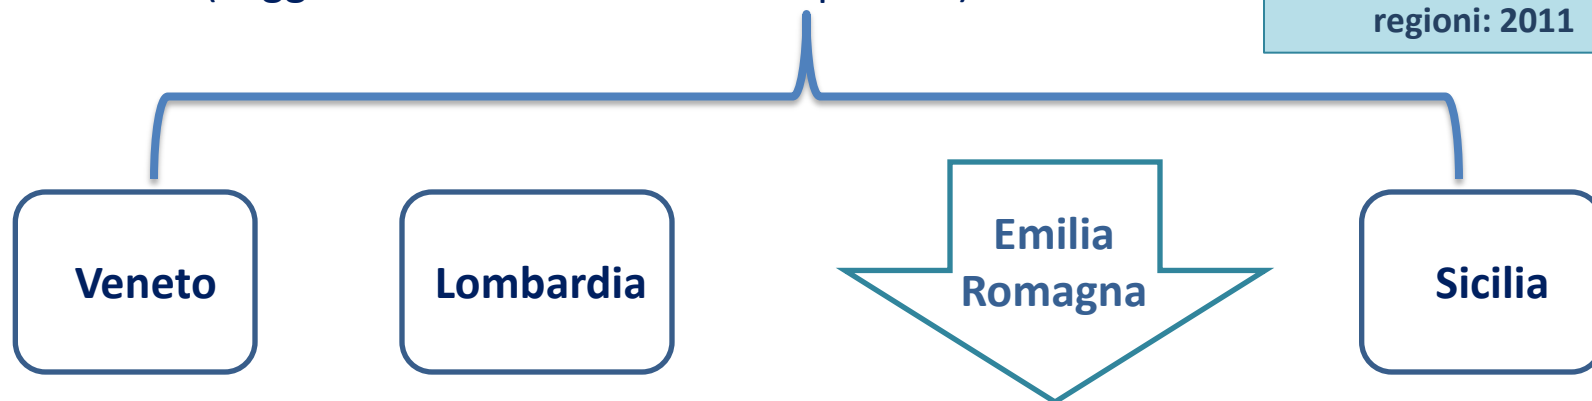 regioni: 2011
Veneto
Lombardia
Emilia
Romagna
Sicilia